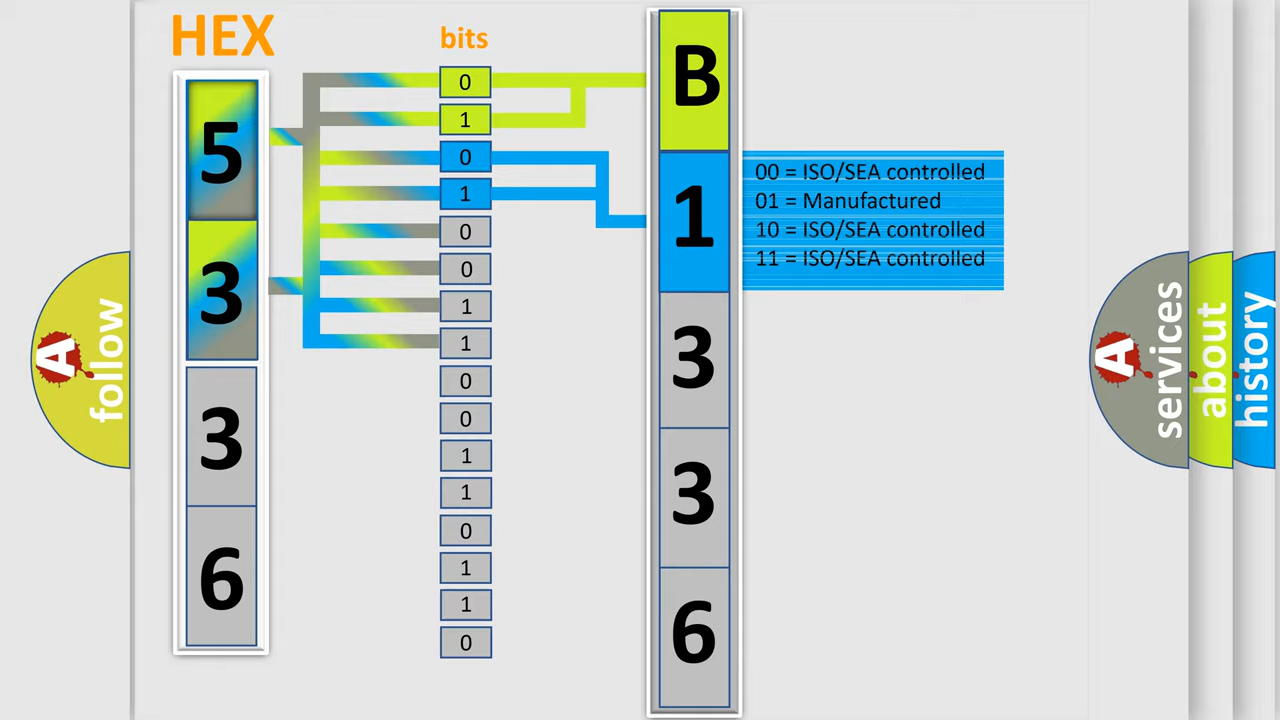 HEX
bits
5
3
3
6
0
1
0
1
0
0
1
1
0
0
1
1
0
1
1
0
B
1
3
3
6
00 = ISO/SEA controlled
01 = Manufactured
10 = ISO/SEA controlled
11 = ISO/SEA controlled
A
follow
A
services
about
history